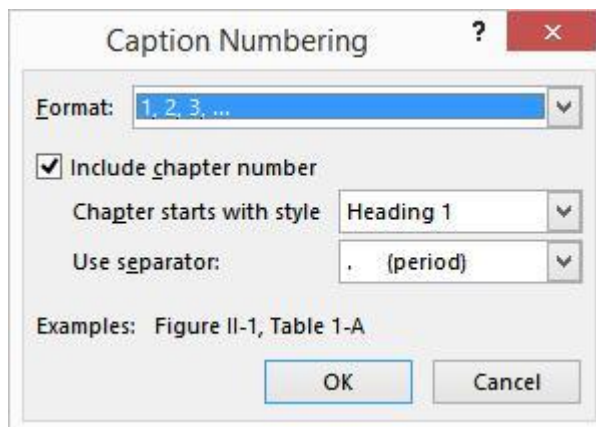 Caption Numbering ?
Format: 1, 2, 3, ...
Include chapter number
Chapter starts with style Heading 1
Use separator: . (period)
Examples: Figure II-1, Table 1-A
OK Cancel